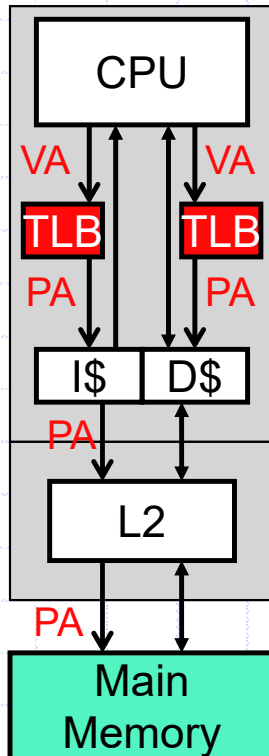 CPU
VA VA
TLB TLB
PA PA
I$ D$
PA
L2
PA
Main
Memory